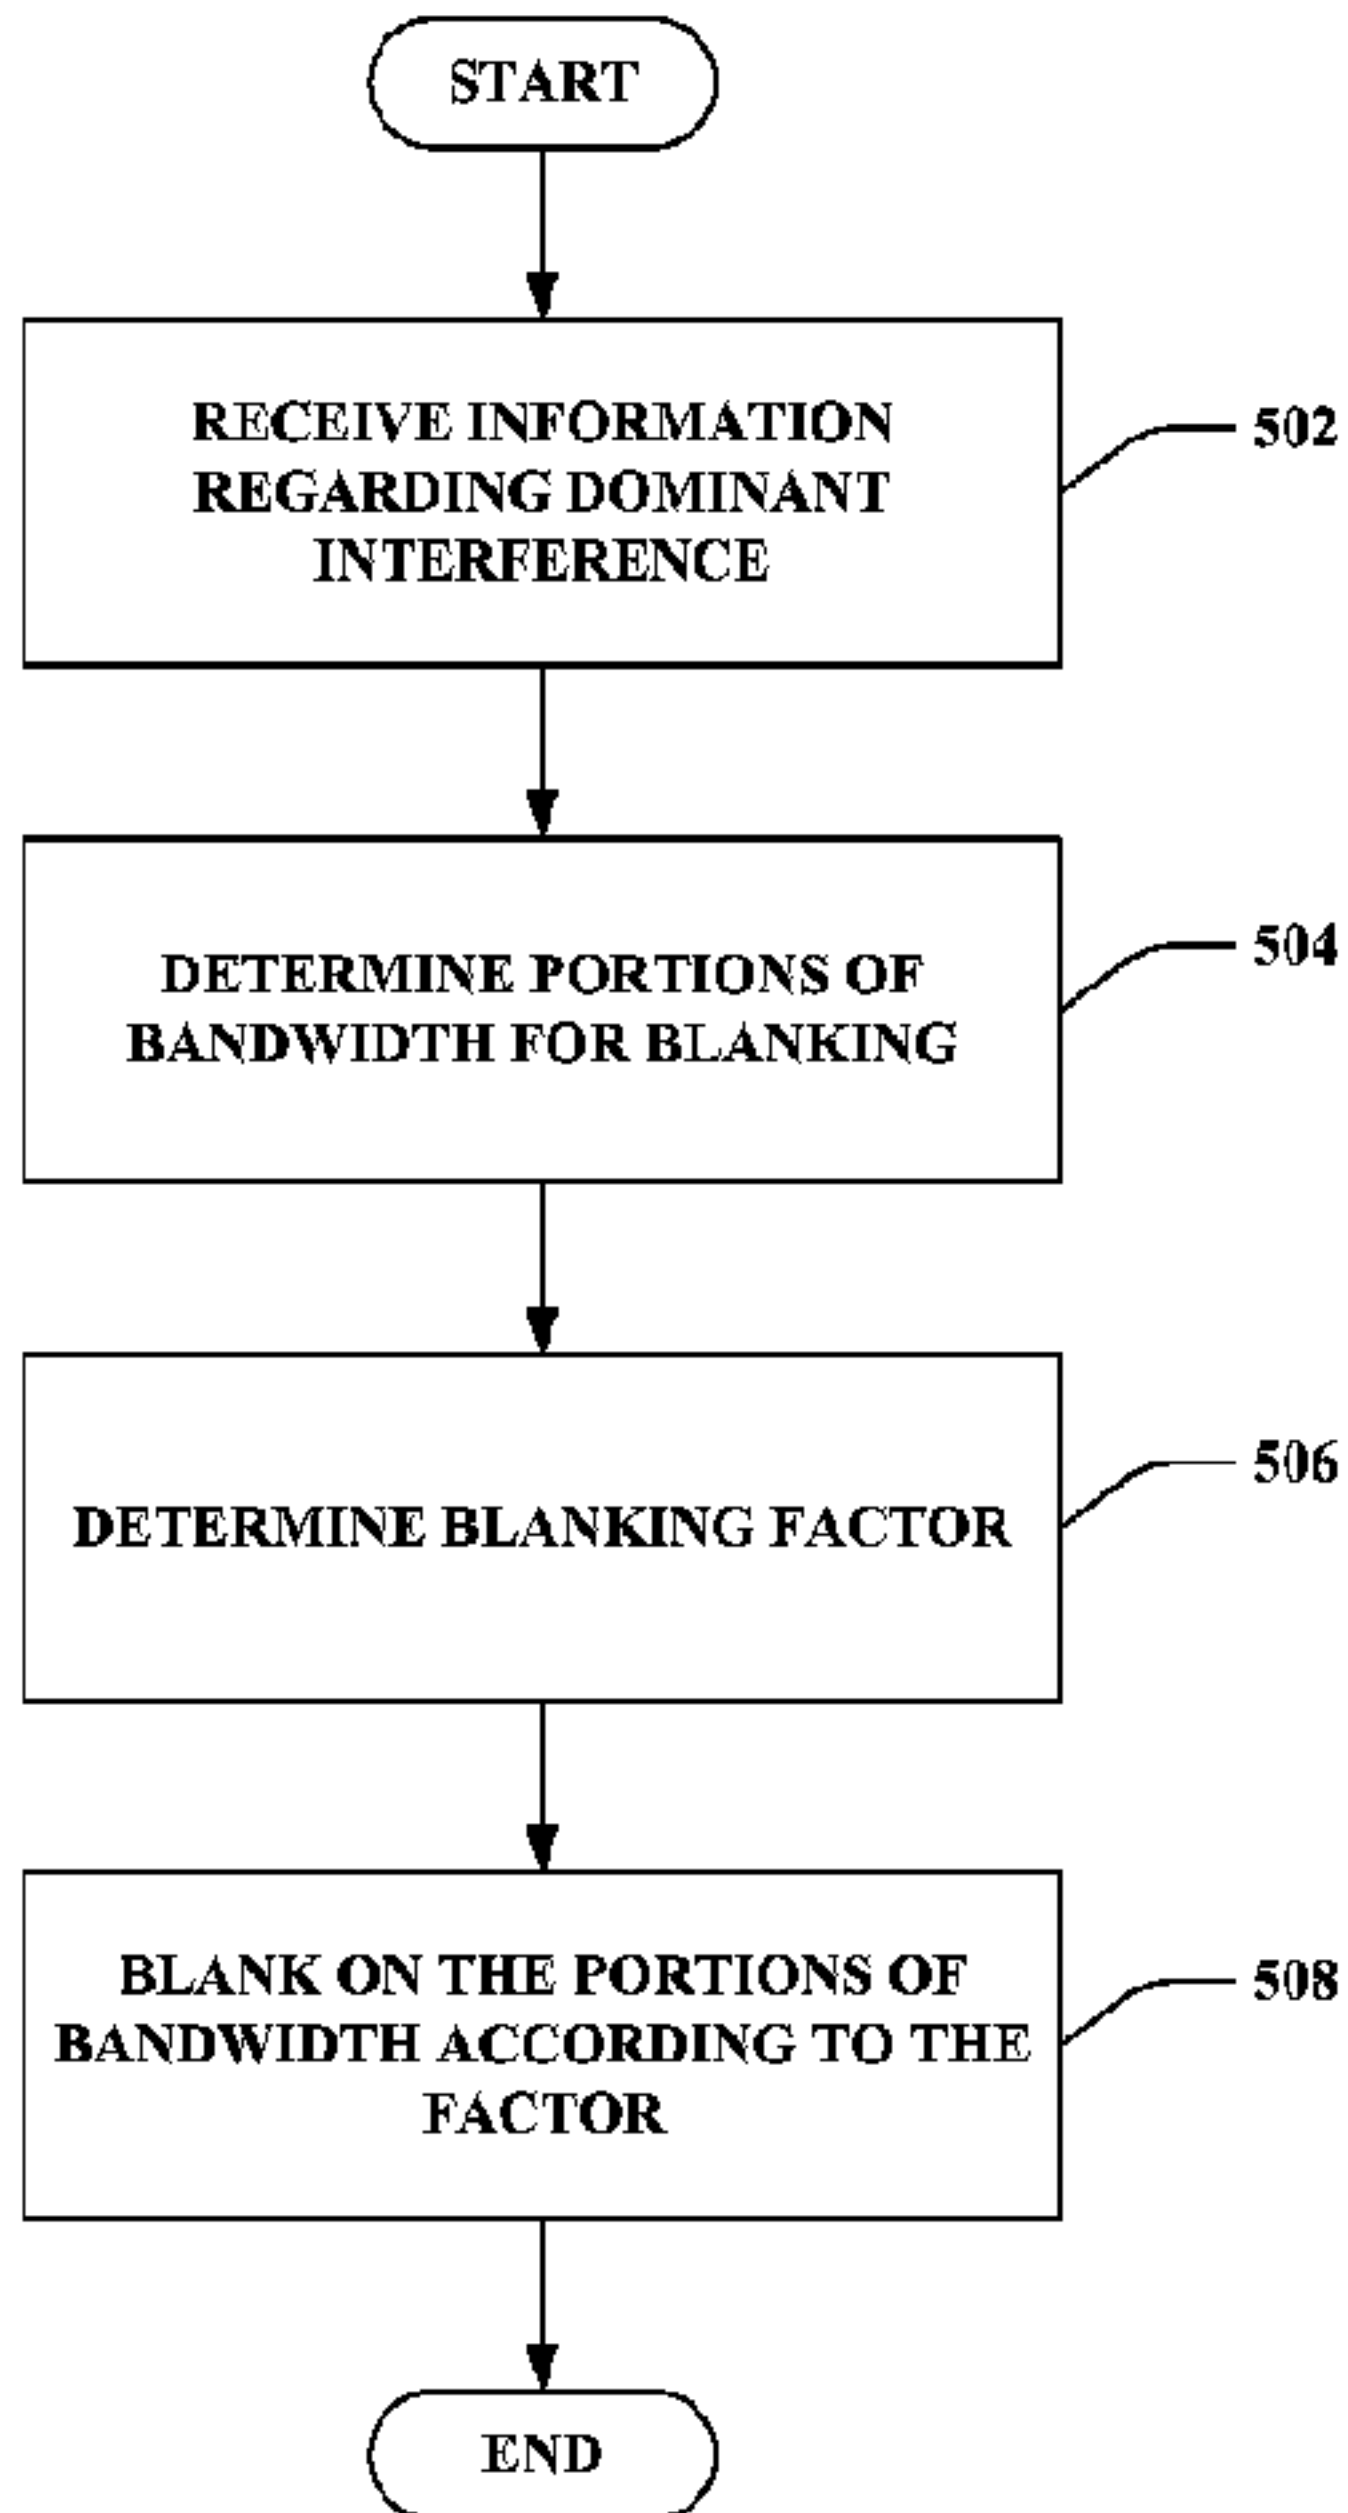 START
RECEIVE INFORMATION
REGARDING DOMINANT
INTERFERENCE
502
DETERMINE PORTIONS OF
BANDWIDTH FOR BLANKING
504
DETERMINE BLANKING FACTOR
506
BLANK ON THE PORTIONS OF
BANDWIDTH ACCORDING TO THE
FACTOR
508
END